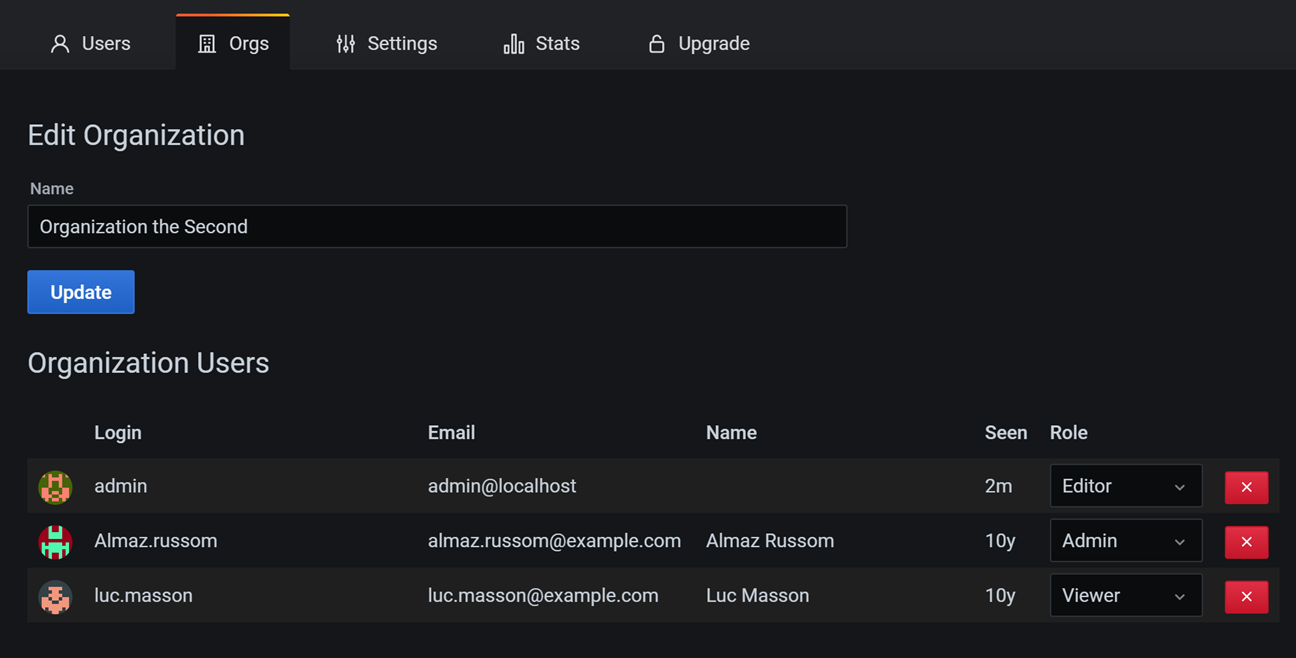 Users Orgs Settings Stats Upgrade
Edit Organization
Name
Organization the Second
Update
Organization Users
Login Email Name Seen Role
admin admin@localhost 2m Editor
Almaz.russom almaz.russom@example.com Almaz Russom 10y Admin
luc.masson luc.masson@example.com Luc Masson 10y Viewer